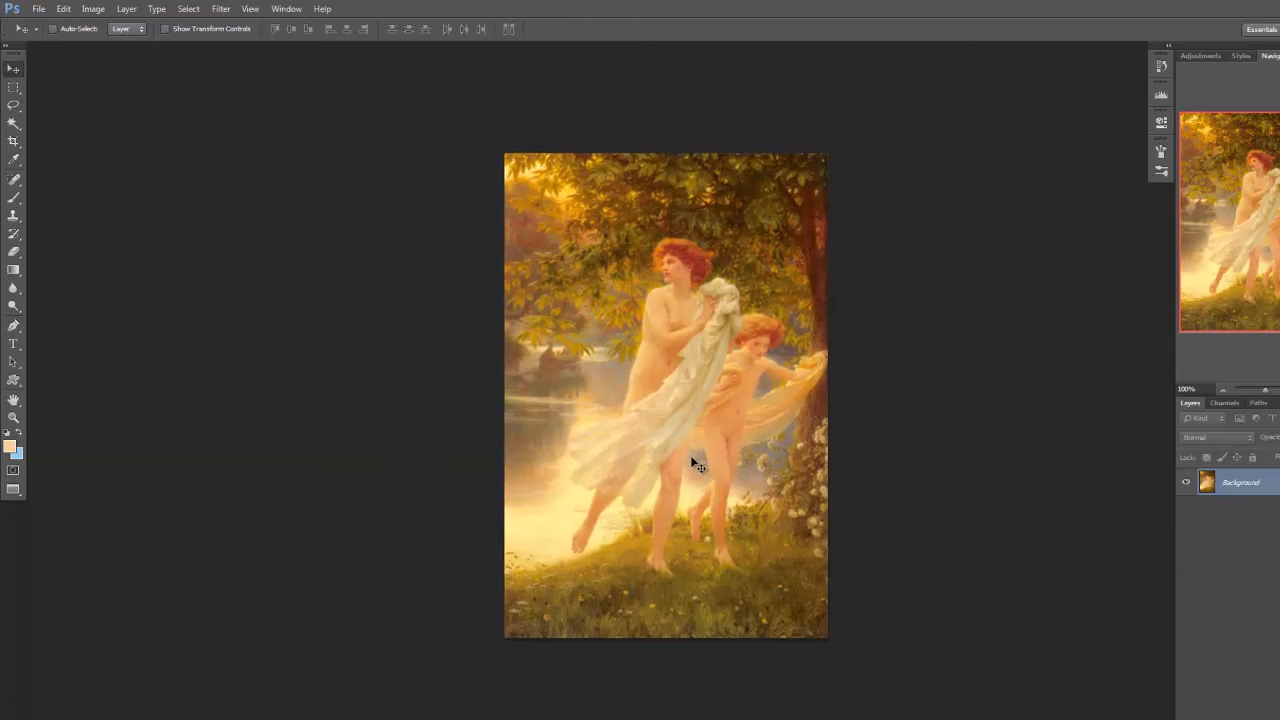 Ps File Edit Image Layer Type Select Filter View Window Help
Auto-Select: Layer Show Transform Controls Essentials
Adjustments Styles
100%
Layers Channels Paths
Kind T
Normal
Lock:
Background